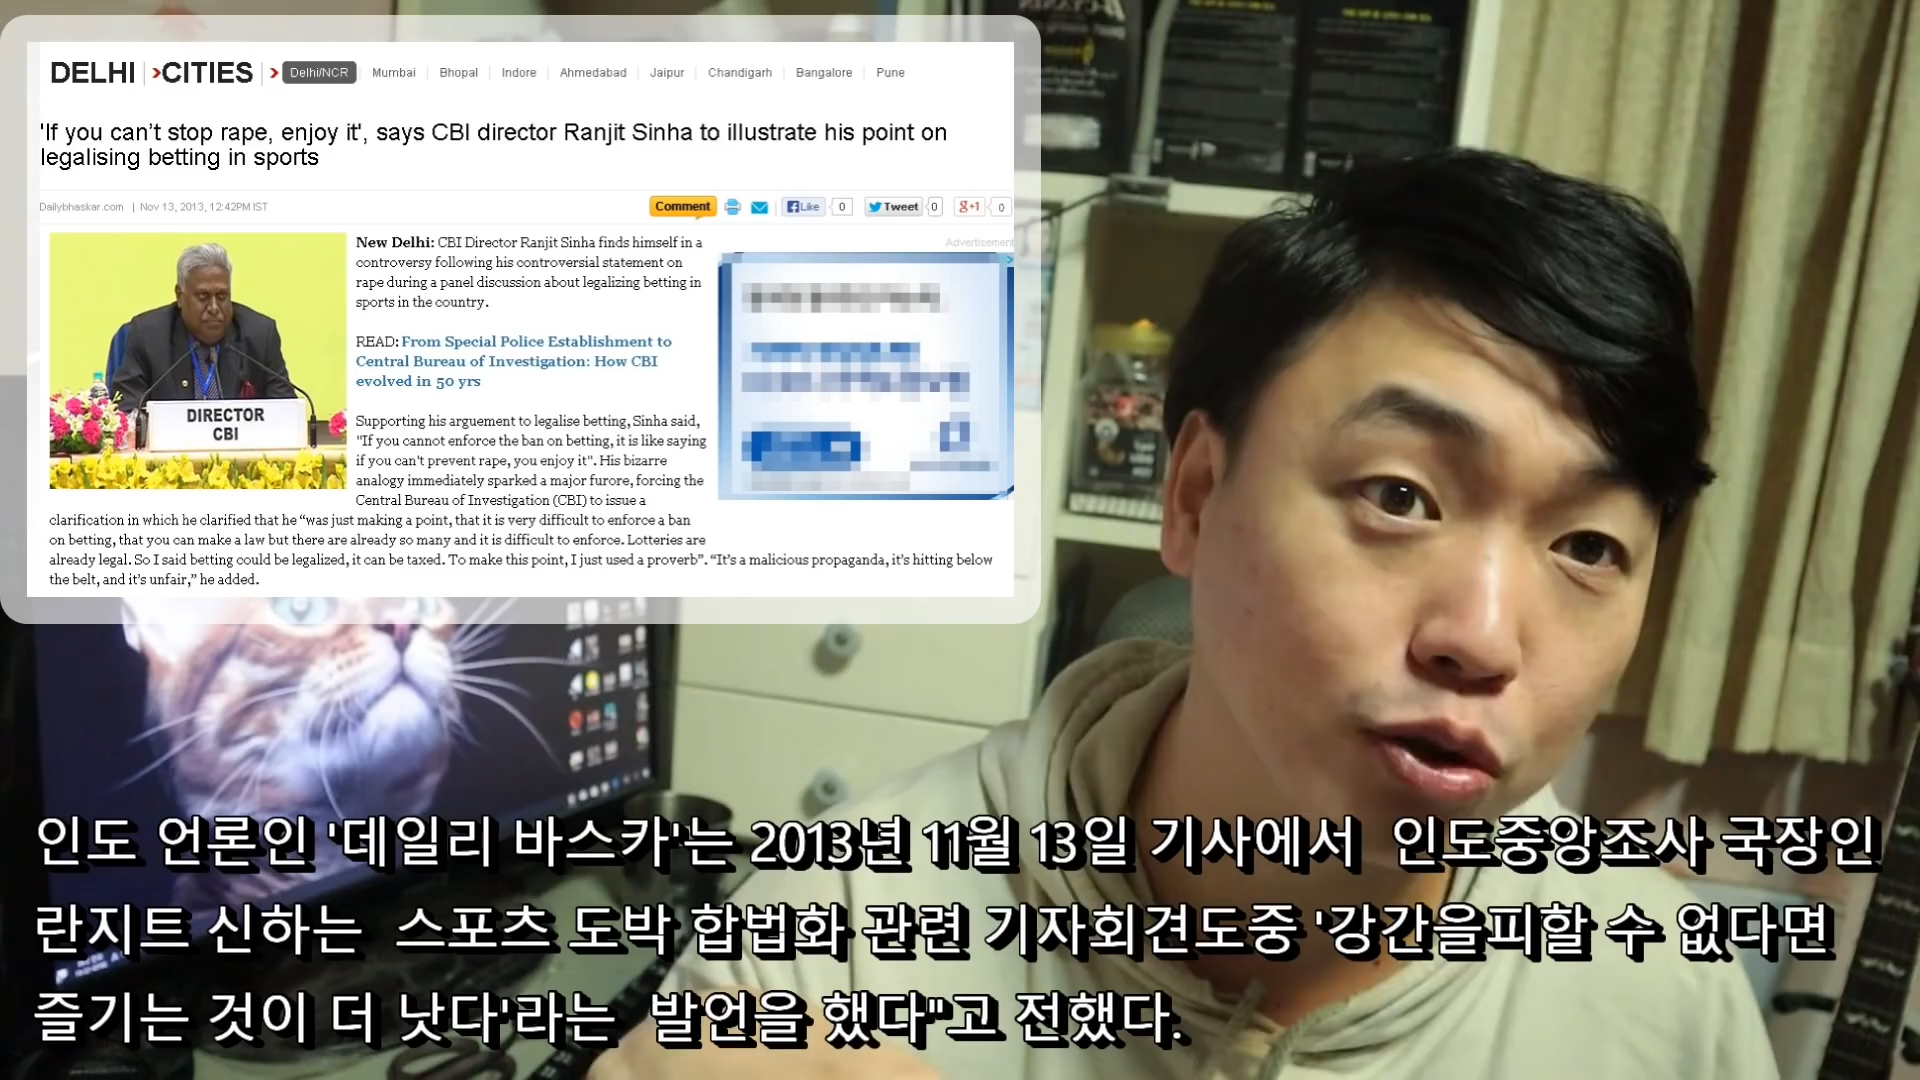 DELHI >CITIES > Delhi/NCR Mumbai Bhopal Indore Ahmedabad Jaipur Chandigarh Bangalore Pune
'If you can’t stop rape, enjoy it', says CBI director Ranjit Sinha to illustrate his point on
legalising betting in sports
Dailybhaskar.com | Nov 13, 2013, 12:42PM IST
Comment Like 0 Tweet 0 g+1 0
Advertisement
New Delhi: CBI Director Ranjit Sinha finds himself in a
controversy following his controversial statement on
rape during a panel discussion about legalizing betting in
sports in the country.
READ: From Special Police Establishment to
Central Bureau of Investigation: How CBI
evolved in 50 yrs
DIRECTOR
CBI
Supporting his arguement to legalise betting, Sinha said,
"If you cannot enforce the ban on betting, it is like saying
if you can't prevent rape, you enjoy it". His bizarre
analogy immediately sparked a major furore, forcing the
Central Bureau of Investigation (CBI) to issue a
clarification in which he clarified that he “was just making a point, that it is very difficult to enforce a ban
on betting, that you can make a law but there are already so many and it is difficult to enforce. Lotteries are
already legal. So I said betting could be legalized, it can be taxed. To make this point, I just used a proverb”. “It’s a malicious propaganda, it’s hitting below
the belt, and it’s unfair,” he added.
인도 언론인 '데일리 바스카'는 2013년 11월 13일 기사에서 인도중앙조사 국장인
란지트 신하는 스포츠 도박 합법화 관련 기자회견도중 '강간을피할 수 없다면
즐기는 것이 더 낫다'라는 발언을 했다"고 전했다.